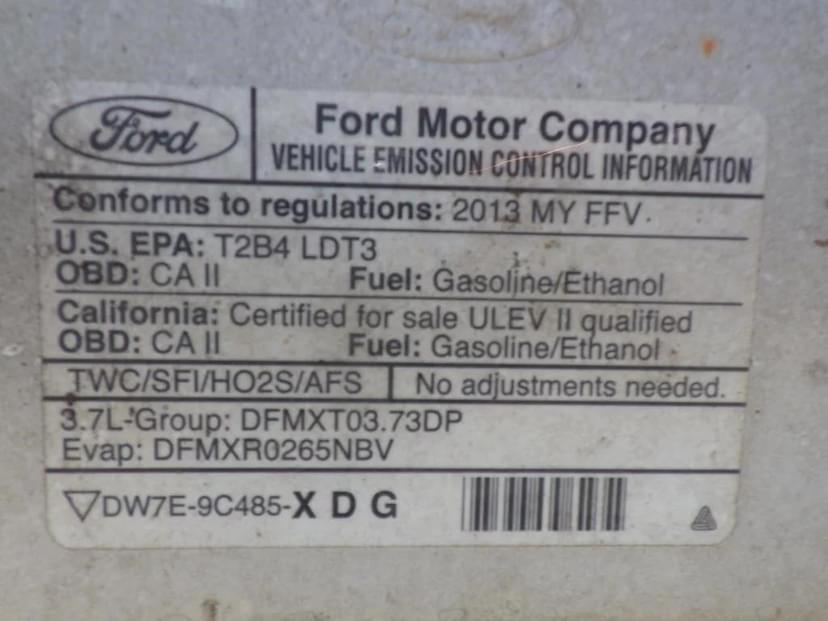 Ford
Ford Motor Company
VEHICLE EMISSION CONTROL INFORMATION
Conforms to regulations: 2013 MY FFV
U.S. EPA: T2B4 LDT3
OBD: CA II Fuel: Gasoline/Ethanol
California: Certified for sale ULEV II qualified
OBD: CA II Fuel: Gasoline/Ethanol
TWC/SFI/HO2S/AFS No adjustments needed.
3.7L-Group: DFMXT03.73DP
Evap: DFMXR0265NBV
DW7E-9C485-X D G